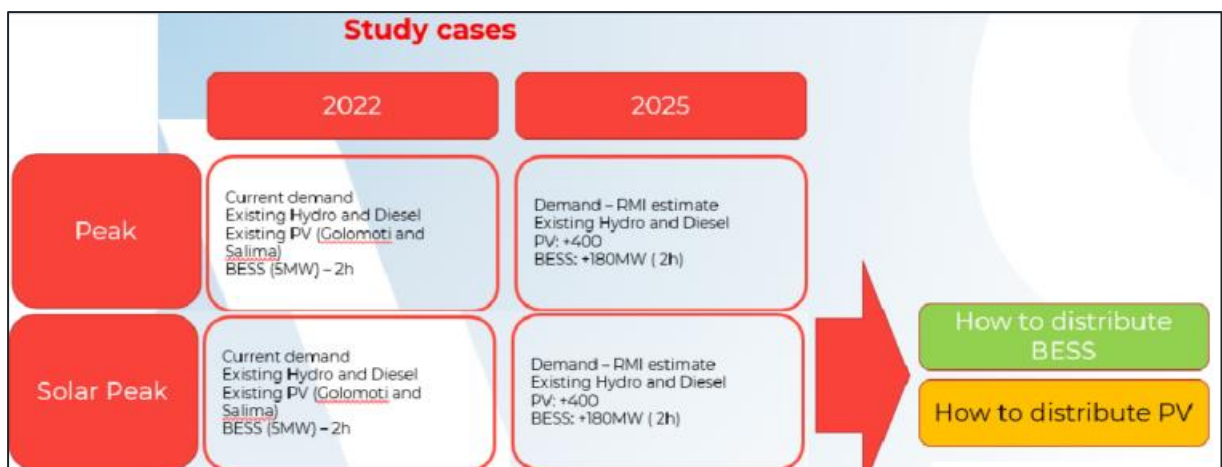 Study cases
2022
2025
Peak
Current demand
Existing Hydro and Diesel
Existing PV (Golomoti and
Salima)
BESS (5MW) – 2h
Demand – RMI estimate
Existing Hydro and Diesel
PV: +400
BESS: +180MW ( 2h)
Solar Peak
Current demand
Existing Hydro and Diesel
Existing PV (Golomoti and
Salima)
BESS (5MW) – 2h
Demand – RMI estimate
Existing Hydro and Diesel
PV: +400
BESS: +180MW ( 2h)
How to distribute
BESS
How to distribute PV